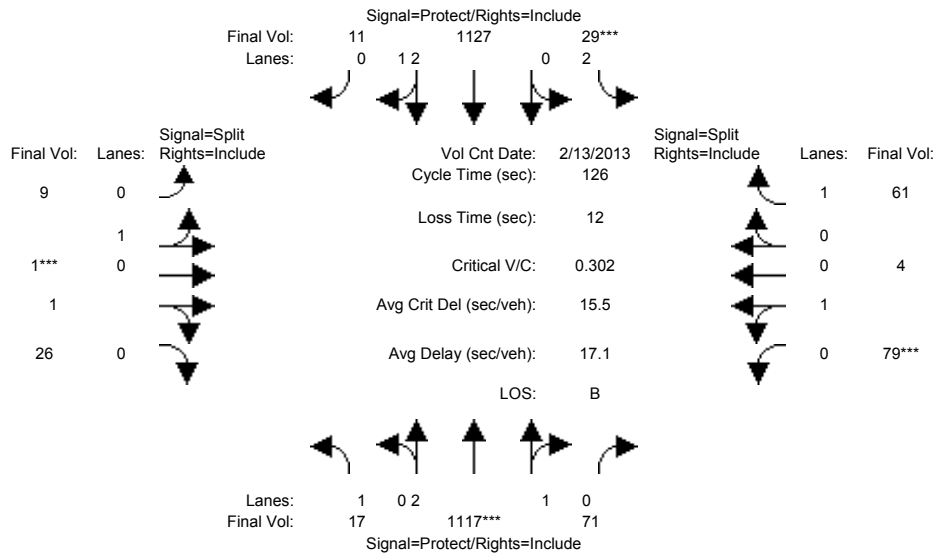 Signal=Protect/Rights=Include
Final Vol: 11 1127 29***
Lanes: 0 1 2 0 2
Signal=Split
Final Vol: Lanes: Rights=Include
Vol Cnt Date: 2/13/2013
Signal=Split
Rights=Include Lanes: Final Vol:
Cycle Time (sec): 126
9 0
1 61
Loss Time (sec): 12
1
0
1*** 0
Critical V/C: 0.302
0 4
1
Avg Crit Del (sec/veh): 15.5
1
26 0
Avg Delay (sec/veh): 17.1
0 79***
LOS: B
Lanes: 1 0 2 1 0
Final Vol: 17 1117*** 71
Signal=Protect/Rights=Include